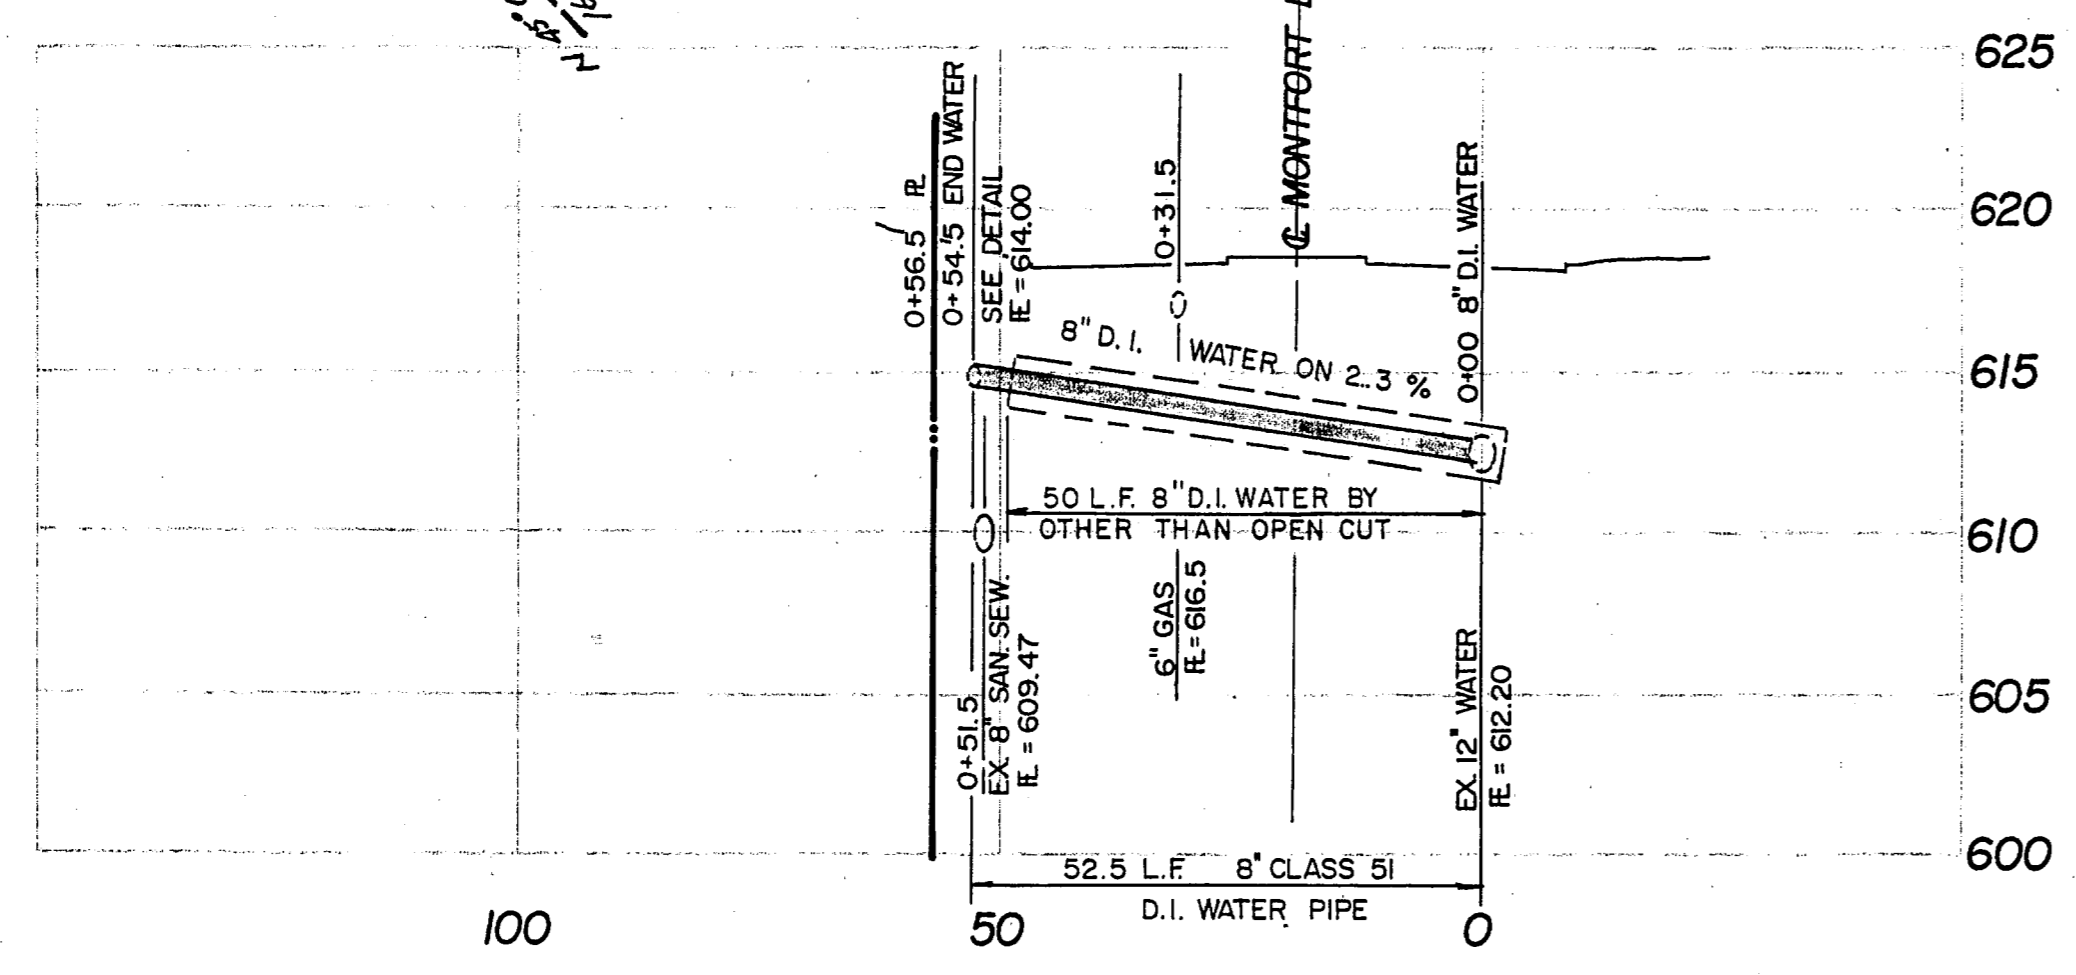 625
620
615
610
605
600
℄ MONTFORT
0+56.5 ℙL
0+54.5 END WATER
SEE DETAIL
FL = 614.00
0+31.5
0+00 8" D.I. WATER
8" D.I. WATER ON 2.3 %
50 L.F. 8" D.I. WATER BY
OTHER THAN OPEN CUT
0+51.5
EX. 8" SAN. SEW.
FL = 609.47
6" GAS
FL = 616.5
EX. 12" WATER
FL = 612.20
52.5 L.F. 8" CLASS 51
D.I. WATER PIPE
100
50
0